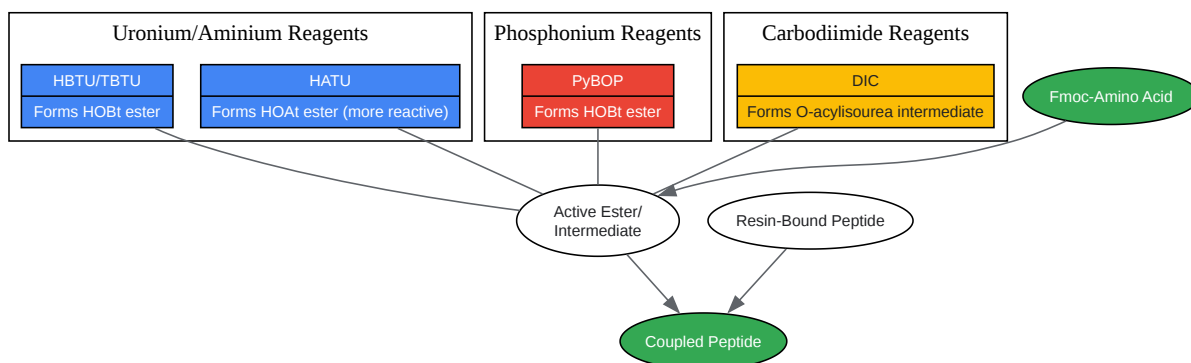 Uronium/Aminium Reagents
HBTU/TBTU
Forms HOBt ester
HATU
Forms HOAt ester (more reactive)
Phosphonium Reagents
PyBOP
Forms HOBt ester
Carbodiimide Reagents
DIC
Forms O-acylisourea intermediate
Fmoc-Amino Acid
Active Ester/
Intermediate
Resin-Bound Peptide
Coupled Peptide